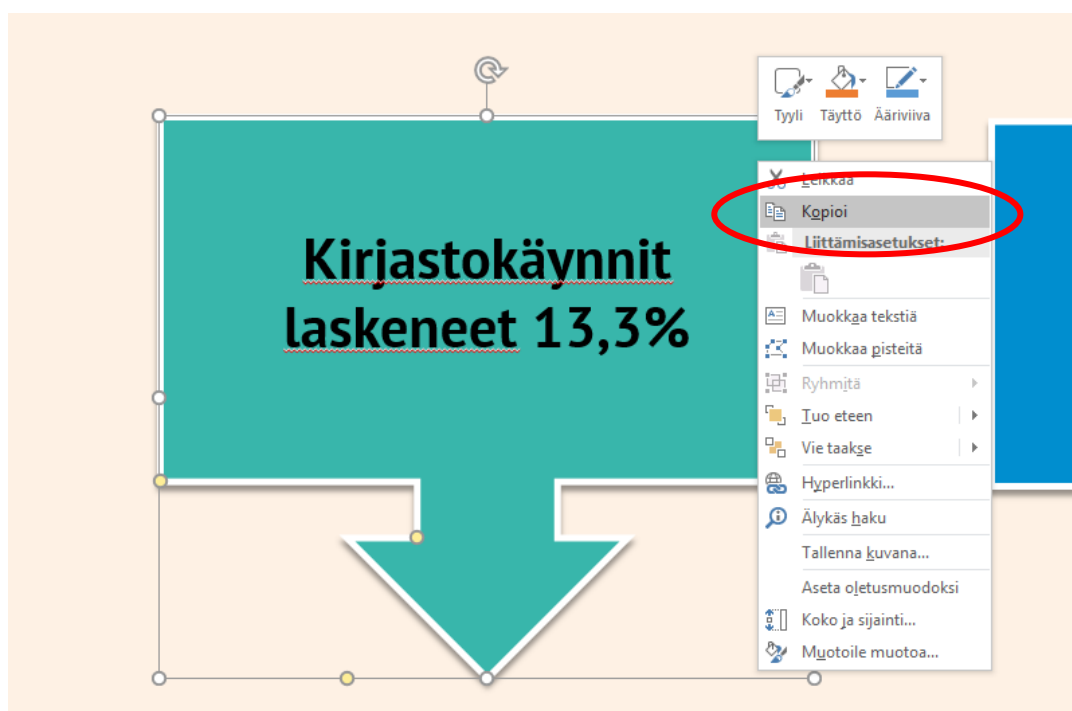 Tyyli Täyttö Ääriviiva
Kirjastokäynnit
laskeneet 13,3%
Leikkaa
Kopioi
Liittämisasetukset:
Muokkaa tekstiä
Muokkaa pisteitä
Ryhmitä
Tuo eteen
Vie taakse
Hyperlinkki...
Älykäs haku
Tallenna kuvana...
Aseta oletusmuodoksi
Koko ja sijainti...
Muotoile muotoa...